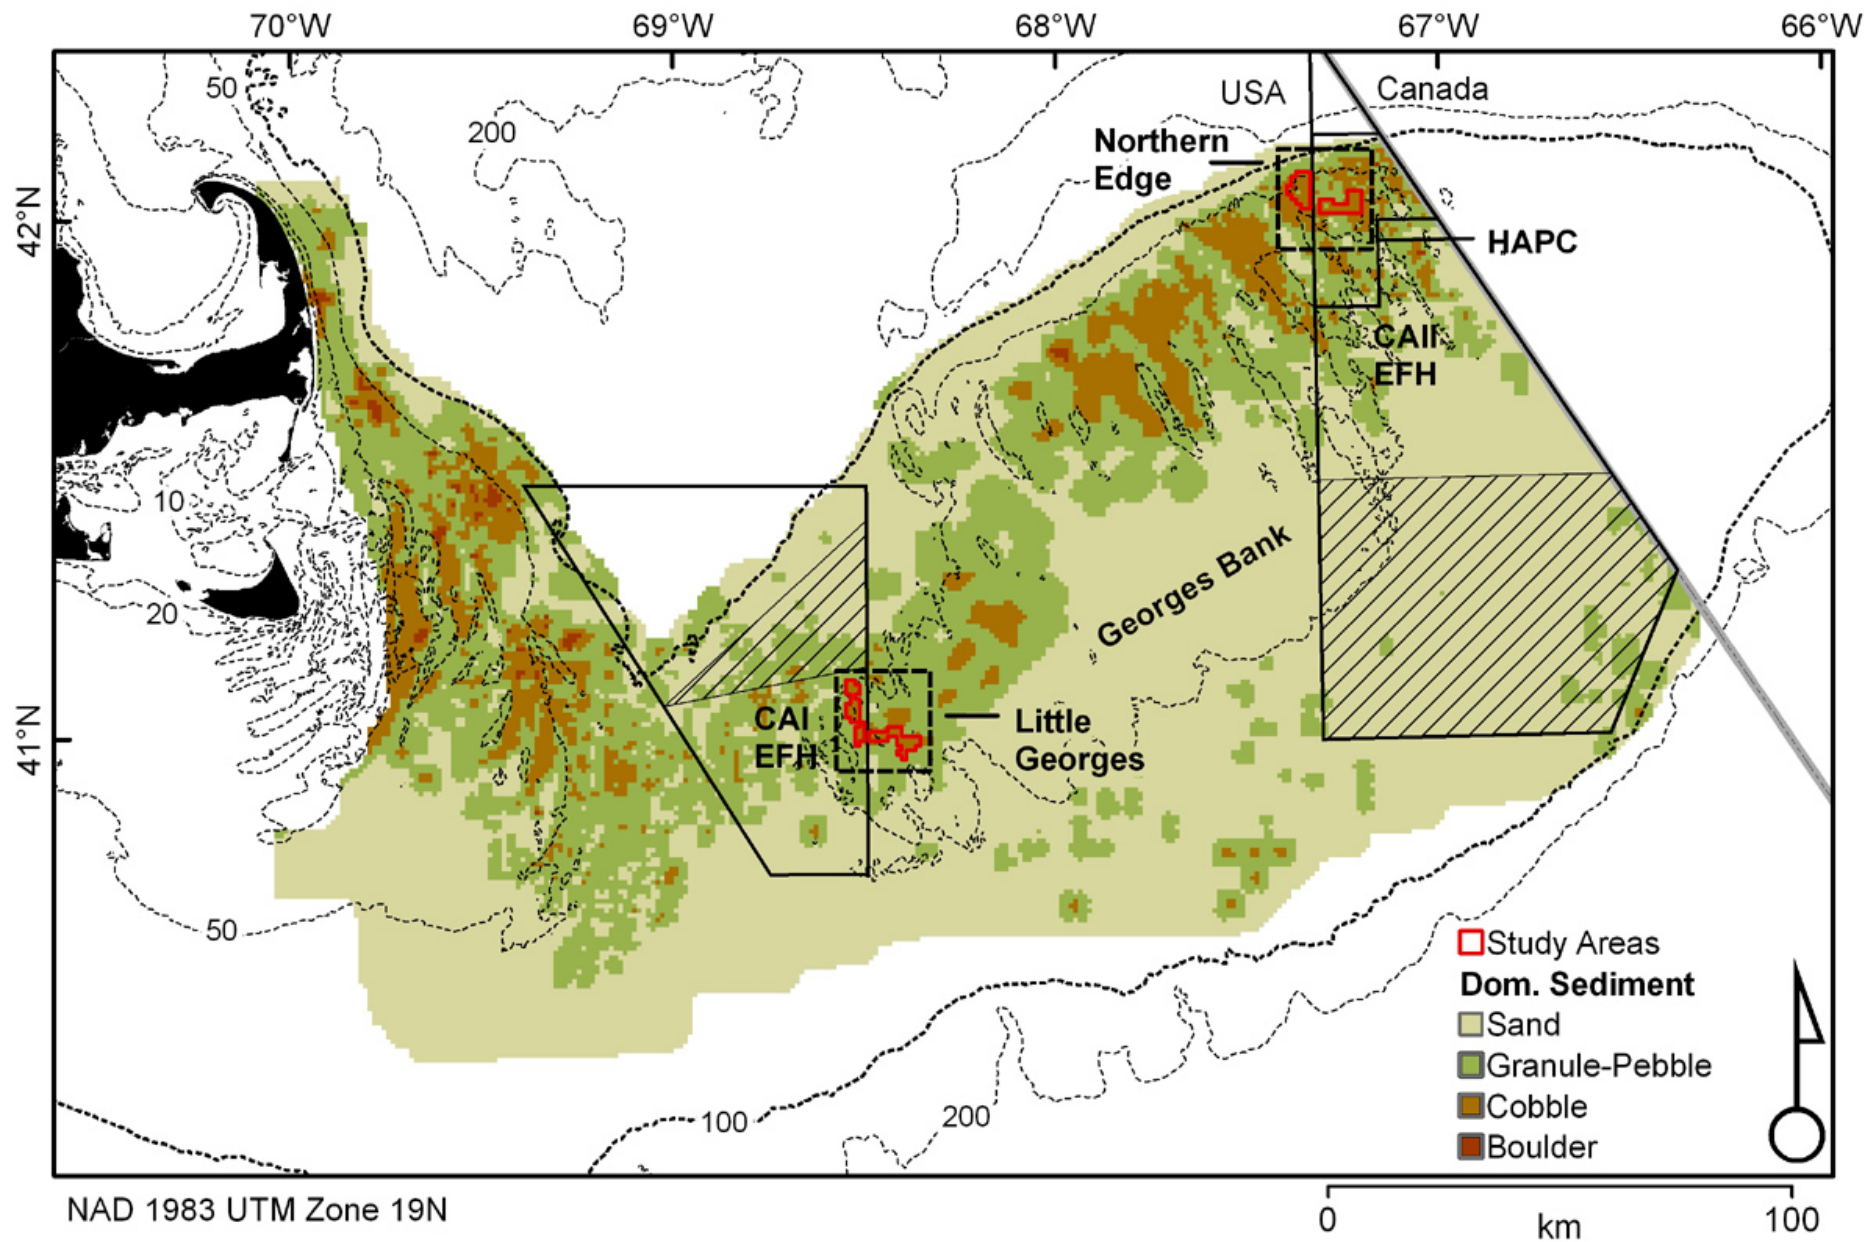 70°W
69°W
68°W
67°W
66°W
50
200
USA
Canada
Northern
Edge
42°N
HAPC
CAII
EFH
10
Georges Bank
20
41°N
CAI
EFH
Little
Georges
50
Study Areas
Dom. Sediment
Sand
Granule-Pebble
Cobble
Boulder
100
200
NAD 1983 UTM Zone 19N
0
km
100